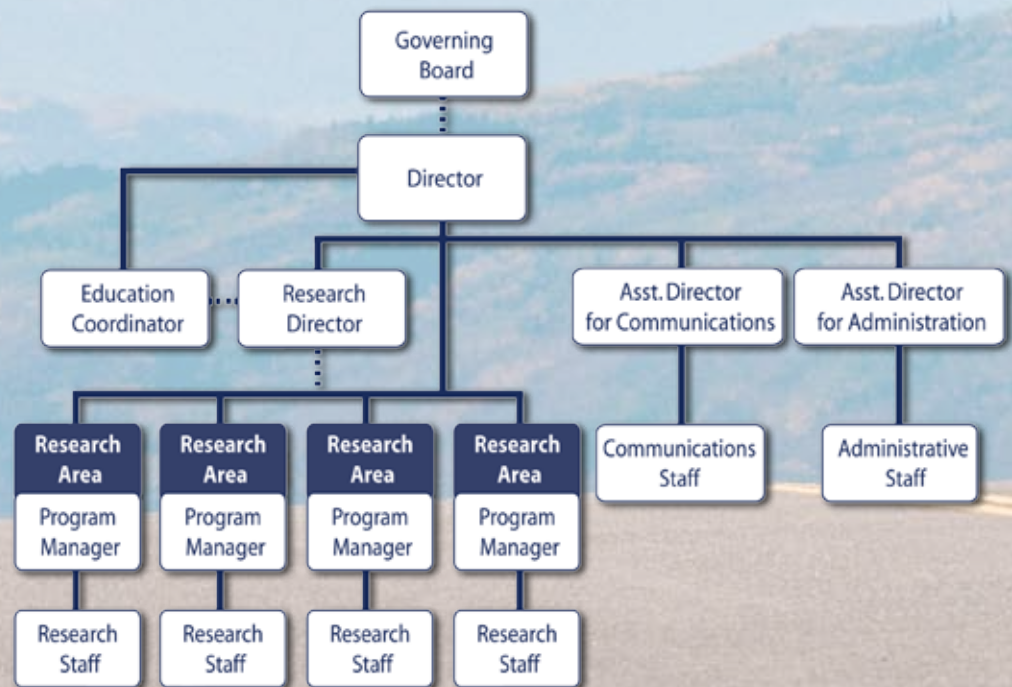 Governing
Board
Director
Education
Coordinator
Research
Director
Asst. Director
for Communications
Asst. Director
for Administration
Research
Area
Program
Manager
Research
Area
Program
Manager
Research
Area
Program
Manager
Research
Area
Program
Manager
Communications
Staff
Administrative
Staff
Research
Staff
Research
Staff
Research
Staff
Research
Staff